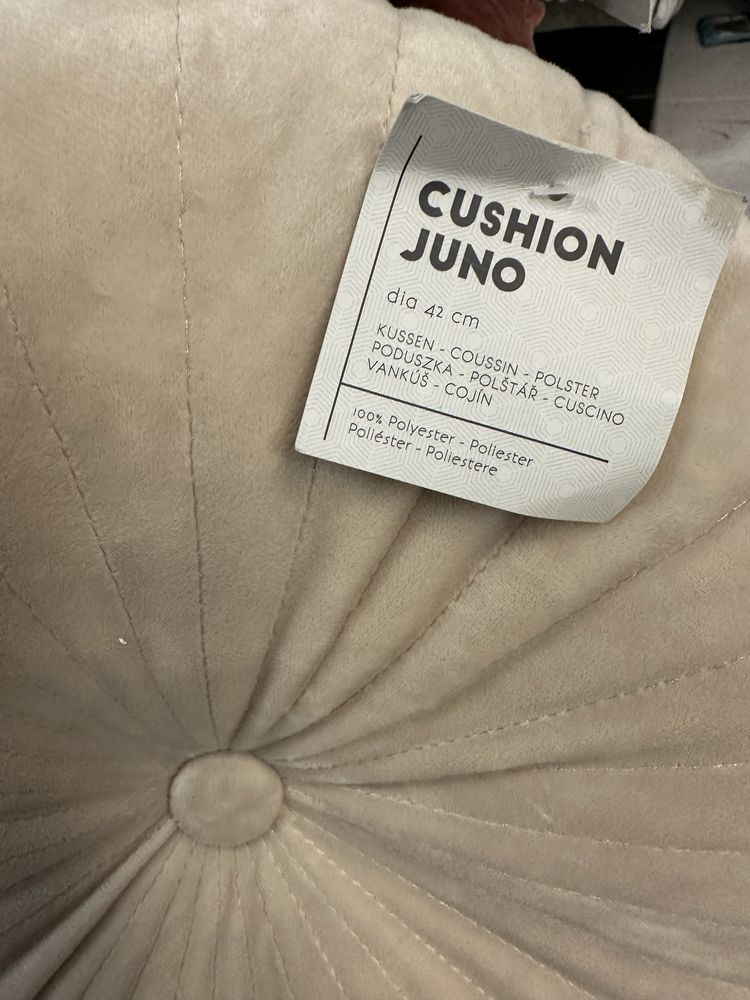 CUSHION
JUNO
dia 42 cm
KUSSEN - COUSSIN - POLSTER
PODUSZKA - POLŠTÁŘ - CUSCINO
VANKÚŠ - COJÍN
100% Polyester - Poliester
Poliéster - Poliestere